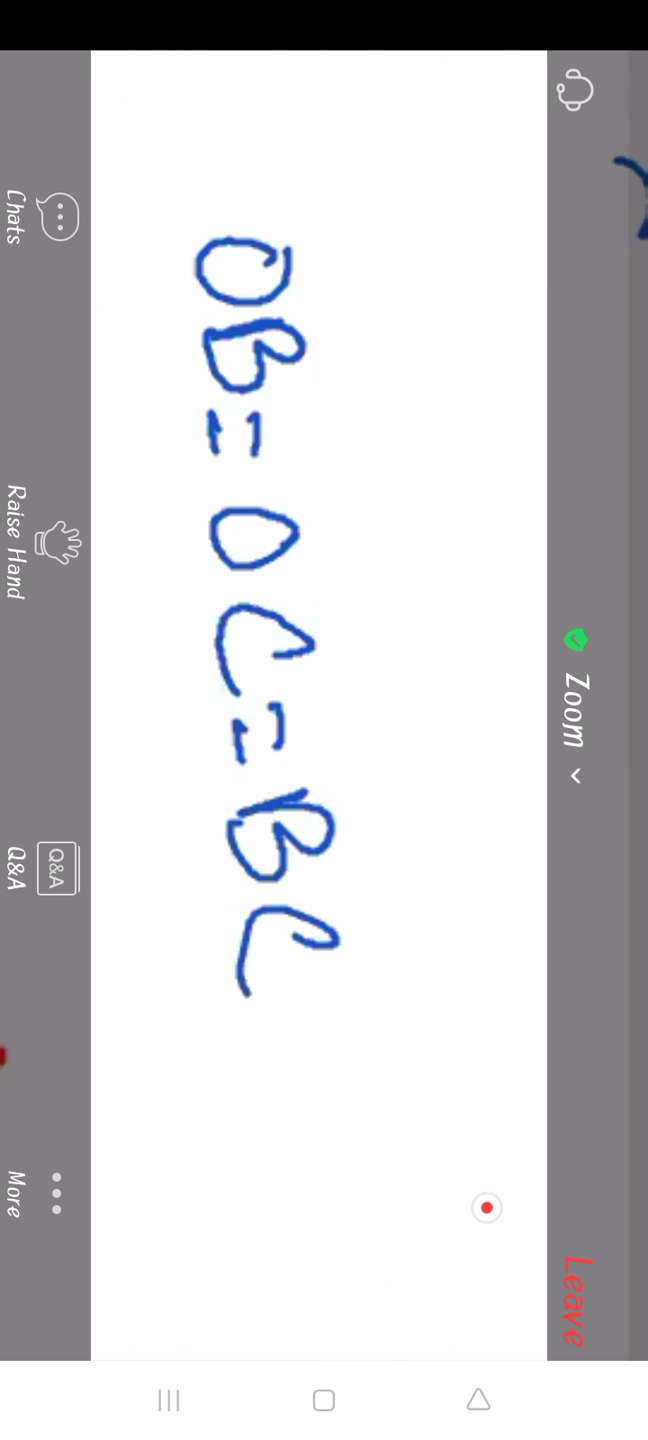 Zoom
Leave
OB = OC = BC
Chats
Raise Hand
Q&A
Q&A
More